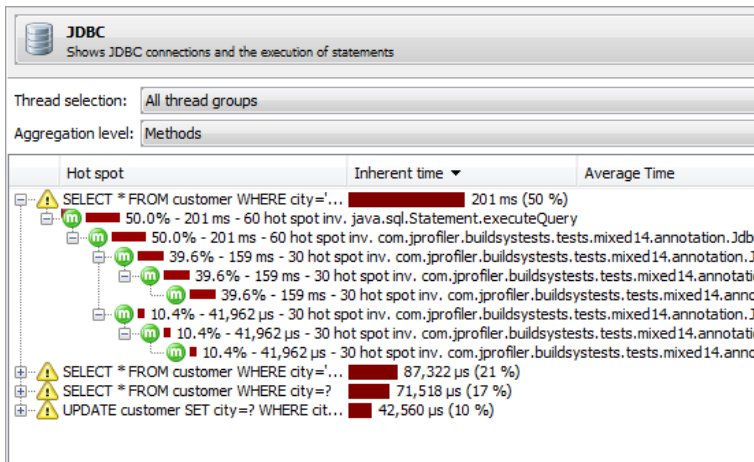 JDBC
Shows JDBC connections and the execution of statements
Thread selection: All thread groups
Aggregation level: Methods
Hot spot Inherent time Average Time
SELECT * FROM customer WHERE city='... 201 ms (50 %)
m 50.0% - 201 ms - 60 hot spot inv. java.sql.Statement.executeQuery
m 50.0% - 201 ms - 60 hot spot inv. com.jprofiler.buildsystests.tests.mixed14.annotation.Jdb
m 39.6% - 159 ms - 30 hot spot inv. com.jprofiler.buildsystests.tests.mixed14.annotation.J
m 39.6% - 159 ms - 30 hot spot inv. com.jprofiler.buildsystests.tests.mixed14.annotati
m 39.6% - 159 ms - 30 hot spot inv. com.jprofiler.buildsystests.tests.mixed14.anno
m 10.4% - 41,962 µs - 30 hot spot inv. com.jprofiler.buildsystests.tests.mixed14.annotation.J
m 10.4% - 41,962 µs - 30 hot spot inv. com.jprofiler.buildsystests.tests.mixed14.annotati
m 10.4% - 41,962 µs - 30 hot spot inv. com.jprofiler.buildsystests.tests.mixed14.anno
SELECT * FROM customer WHERE city='... 87,322 µs (21 %)
SELECT * FROM customer WHERE city=? 71,518 µs (17 %)
UPDATE customer SET city=? WHERE cit... 42,560 µs (10 %)